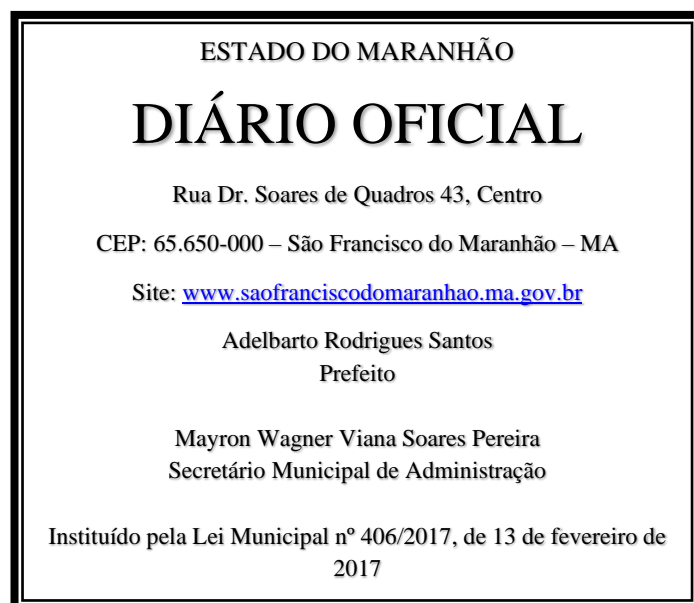 ESTADO DO MARANHÃO
DIÁRIO OFICIAL
Rua Dr. Soares de Quadros 43, Centro
CEP: 65.650-000 – São Francisco do Maranhão – MA
Site: www.saofranciscodomaranhao.ma.gov.br
Adelbarto Rodrigues Santos
Prefeito
Mayron Wagner Viana Soares Pereira
Secretário Municipal de Administração
Instituído pela Lei Municipal nº 406/2017, de 13 de fevereiro de
2017